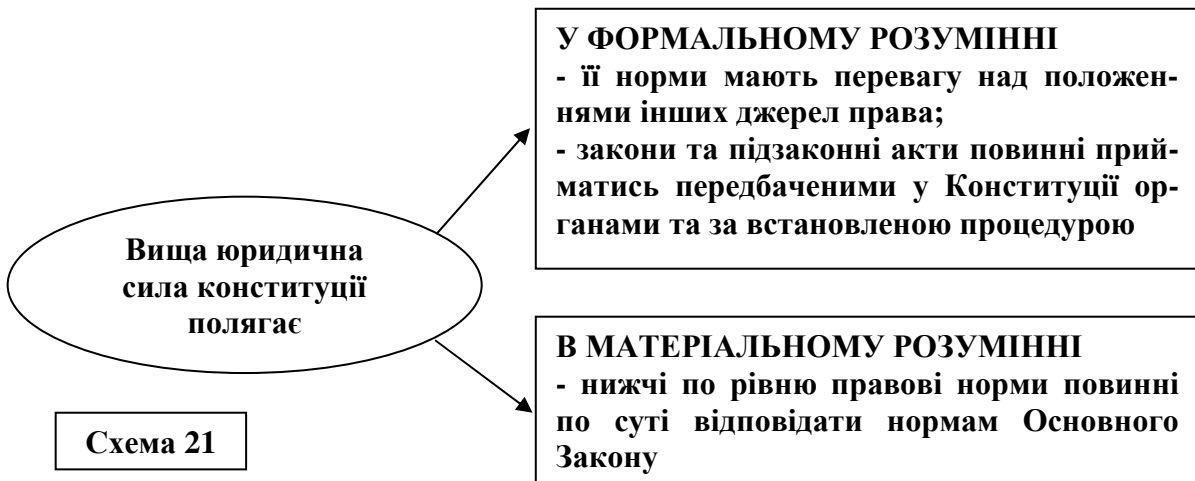 У ФОРМАЛЬНОМУ РОЗУМІННІ
- її норми мають перевагу над положен-
нями інших джерел права;
- закони та підзаконні акти повинні прий-
матись передбаченими у Конституції ор-
ганами та за встановленою процедурою
Вища юридична
сила конституції
полягає
В МАТЕРІАЛЬНОМУ РОЗУМІННІ
- нижчі по рівню правові норми повинні
по суті відповідати нормам Основного
Закону
Схема 21